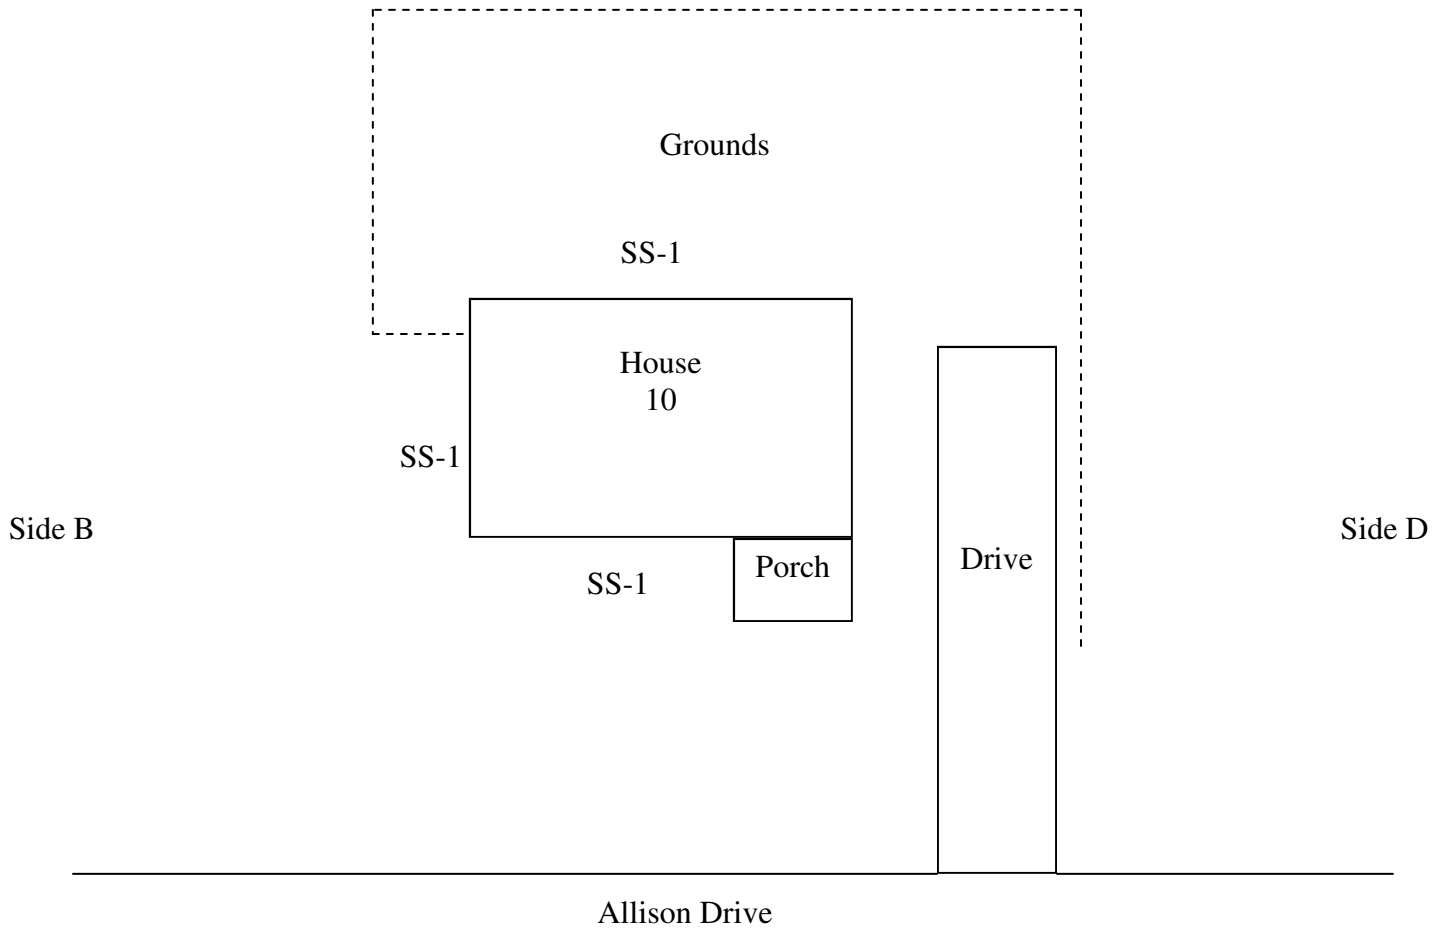 Grounds
SS-1
House
10
SS-1
Side B
Side D
Porch
Drive
SS-1
Allison Drive